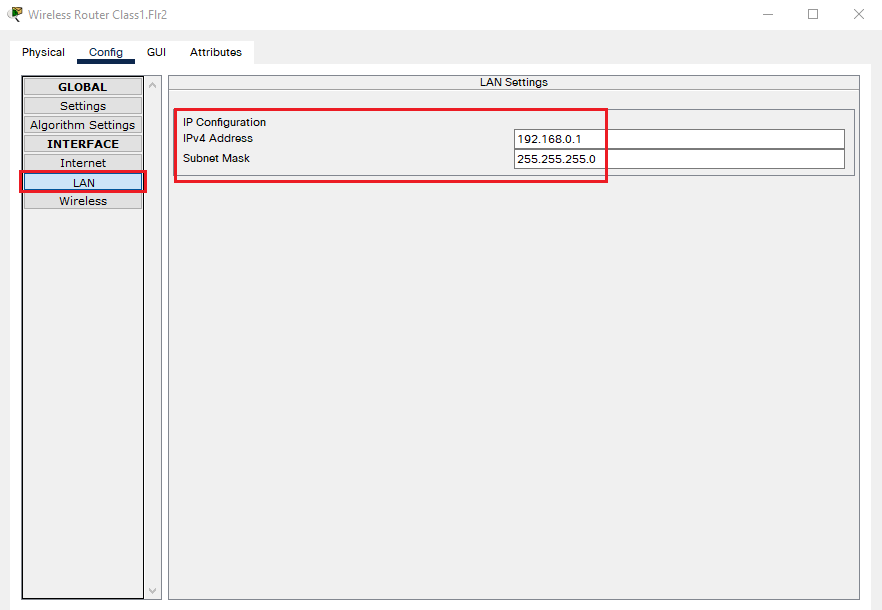 Wireless Router Class1.Flr2
Physical Config GUI Attributes
GLOBAL
Settings
Algorithm Settings
INTERFACE
Internet
LAN
Wireless
LAN Settings
IP Configuration
IPv4 Address 192.168.0.1
Subnet Mask 255.255.255.0